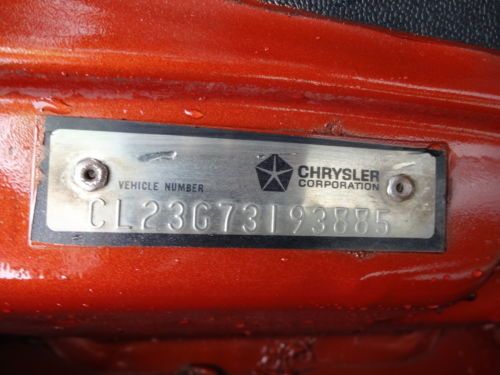 CHRYSLER
CORPORATION
VEHICLE NUMBER
CL23G73193885